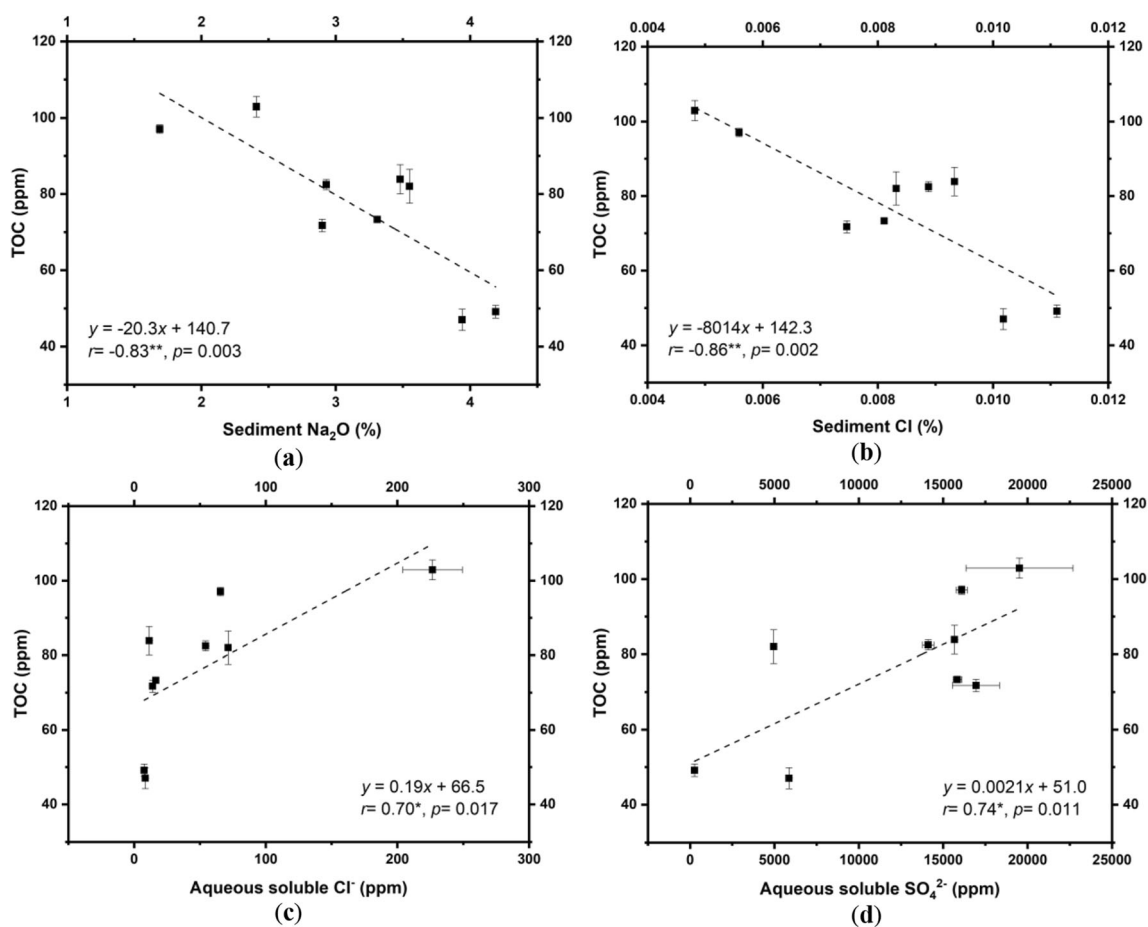 1 2 3 4
120 120
100 100
80 80
60 60
40 40
TOC (ppm)
y = -20.3x + 140.7
r= -0.83**, p= 0.003
1 2 3 4
Sediment Na₂O (%)
(a)
0.004 0.006 0.008 0.010 0.012
120 120
100 100
80 80
60 60
40 40
TOC (ppm)
y = -8014x + 142.3
r= -0.86**, p= 0.002
0.004 0.006 0.008 0.010 0.012
Sediment Cl (%)
(b)
0 100 200 300
120 120
100 100
80 80
60 60
40 40
TOC (ppm)
y = 0.19x + 66.5
r= 0.70*, p= 0.017
0 100 200 300
Aqueous soluble Cl⁻ (ppm)
(c)
0 5000 10000 15000 20000 25000
120 120
100 100
80 80
60 60
40 40
TOC (ppm)
y = 0.0021x + 51.0
r= 0.74*, p= 0.011
0 5000 10000 15000 20000 25000
Aqueous soluble SO₄²⁻ (ppm)
(d)